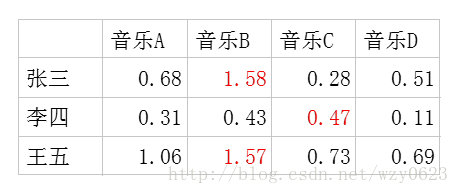 音乐A 音乐B 音乐C 音乐D
张三 0.68 1.58 0.28 0.51
李四 0.31 0.43 0.47 0.11
王五 1.06 1.57 0.73 0.69
http://blog.csdn.net/wzy0623